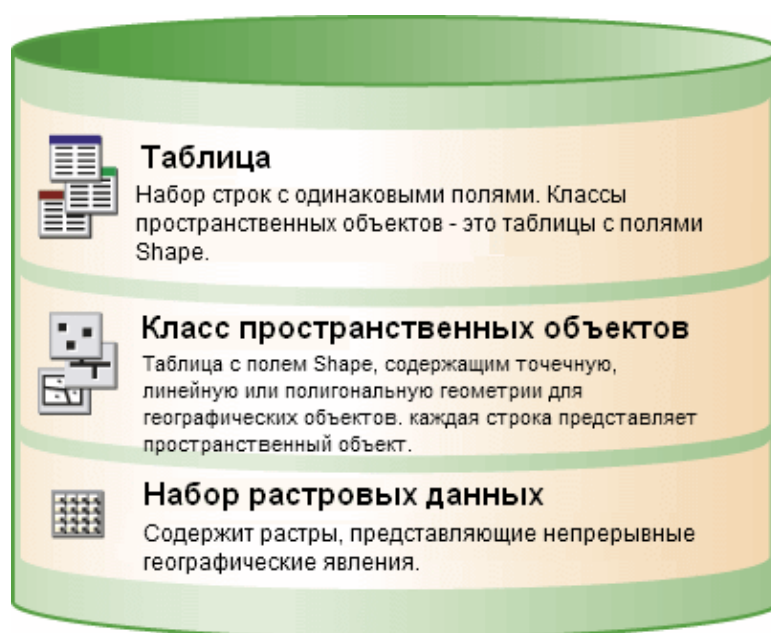 Таблица
Набор строк с одинаковыми полями. Классы
пространственных объектов - это таблицы с полями
Shape.
Класс пространственных объектов
Таблица с полем Shape, содержащим точечную,
линейную или полигональную геометрии для
географических объектов. каждая строка представляет
пространственный объект.
Набор растровых данных
Содержит растры, представляющие непрерывные
географические явления.